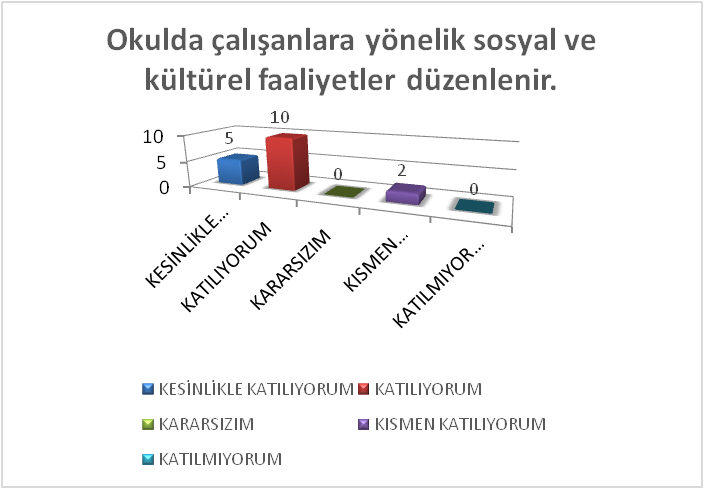 Okulda çalışanlara yönelik sosyal ve
kültürel faaliyetler düzenlenir.
10
5
0
5
10
0
2
0
KESİNLİKLE...
KATILIYORUM
KARARSIZIM
KISMEN...
KATILMIYOR...
KESİNLİKLE KATILIYORUM
KATILIYORUM
KARARSIZIM
KISMEN KATILIYORUM
KATILMIYORUM